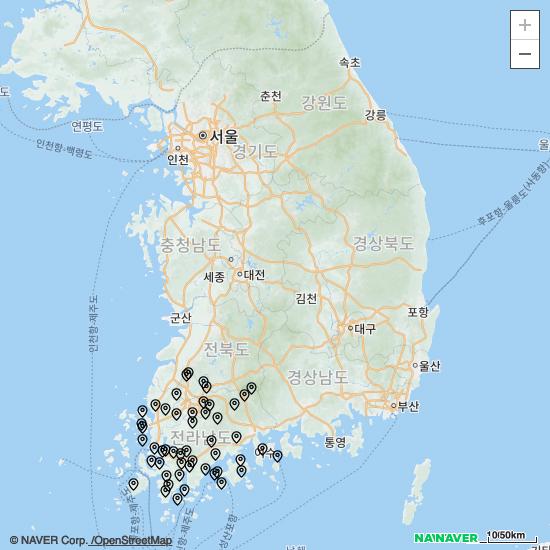 +
−
속초
춘천
강원도
강릉
도
연평도
서울
인천
경기도
울
인천항-백령도
후포항-울릉도(사동항)
충청남도
경상북도
세종
대전
김천
인천항-제주도
군산
포항
대구
전북도
울산
경상남도
부산
전라남도
통영
수
성산포항
© NAVER Corp. /OpenStreetMap
NAVER
10/50km